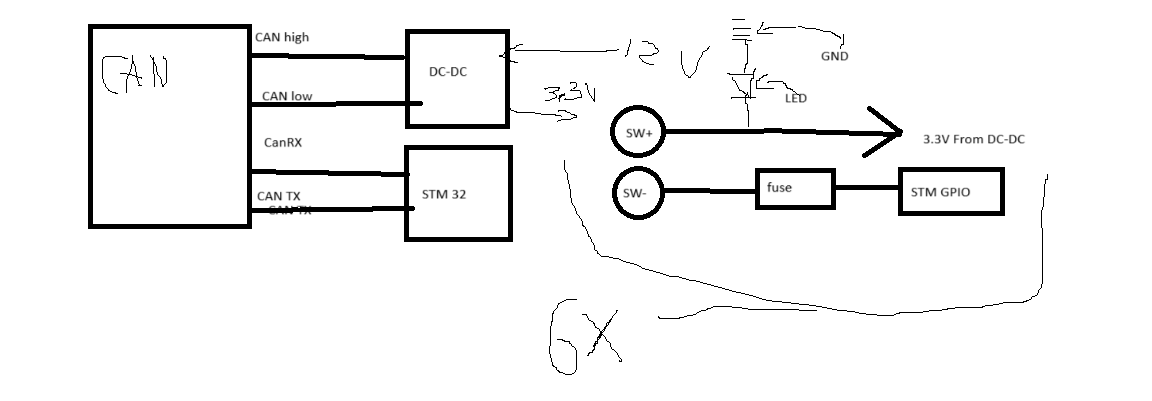 CAN high
CAN
DC-DC
12 V
GND
CAN low
3.3V
LED
CanRX
SW+
3.3V From DC-DC
CAN TX
CAN TX
STM 32
SW-
fuse
STM GPIO
6X